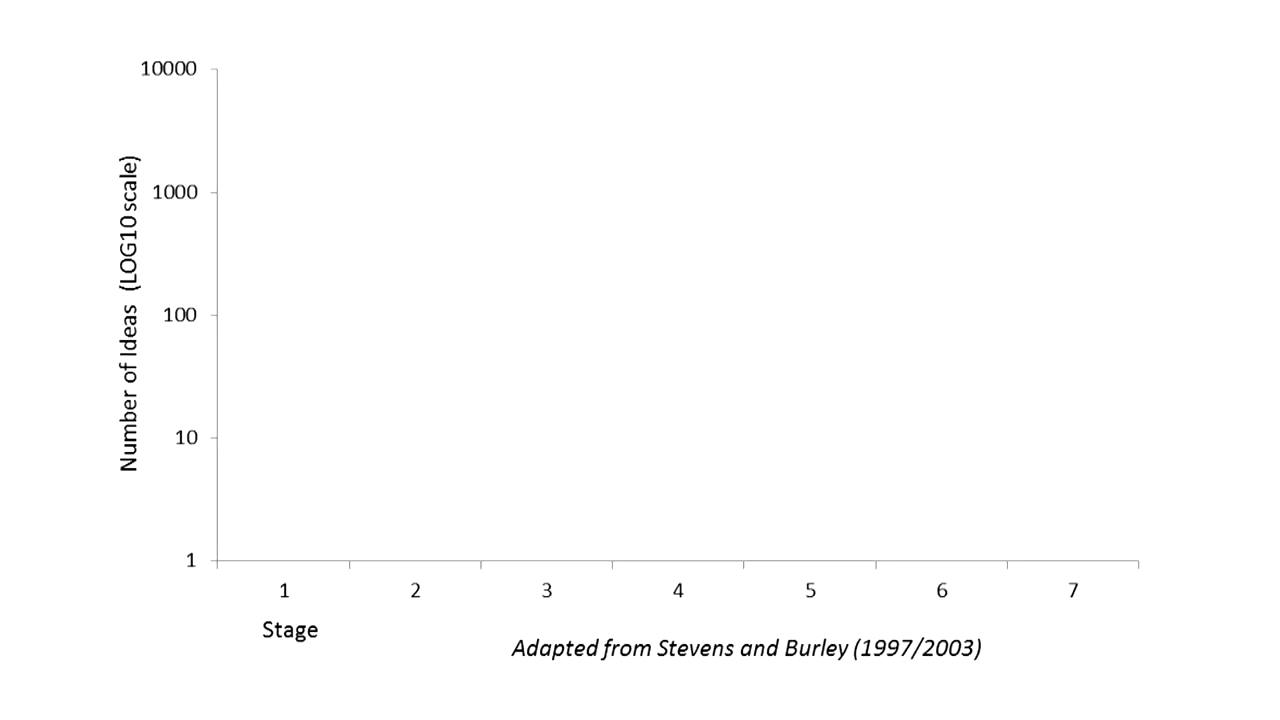 Number of Ideas (LOG10 scale)
10000
1000
100
10
1
1 2 3 4 5 6 7
Stage
Adapted from Stevens and Burley (1997/2003)